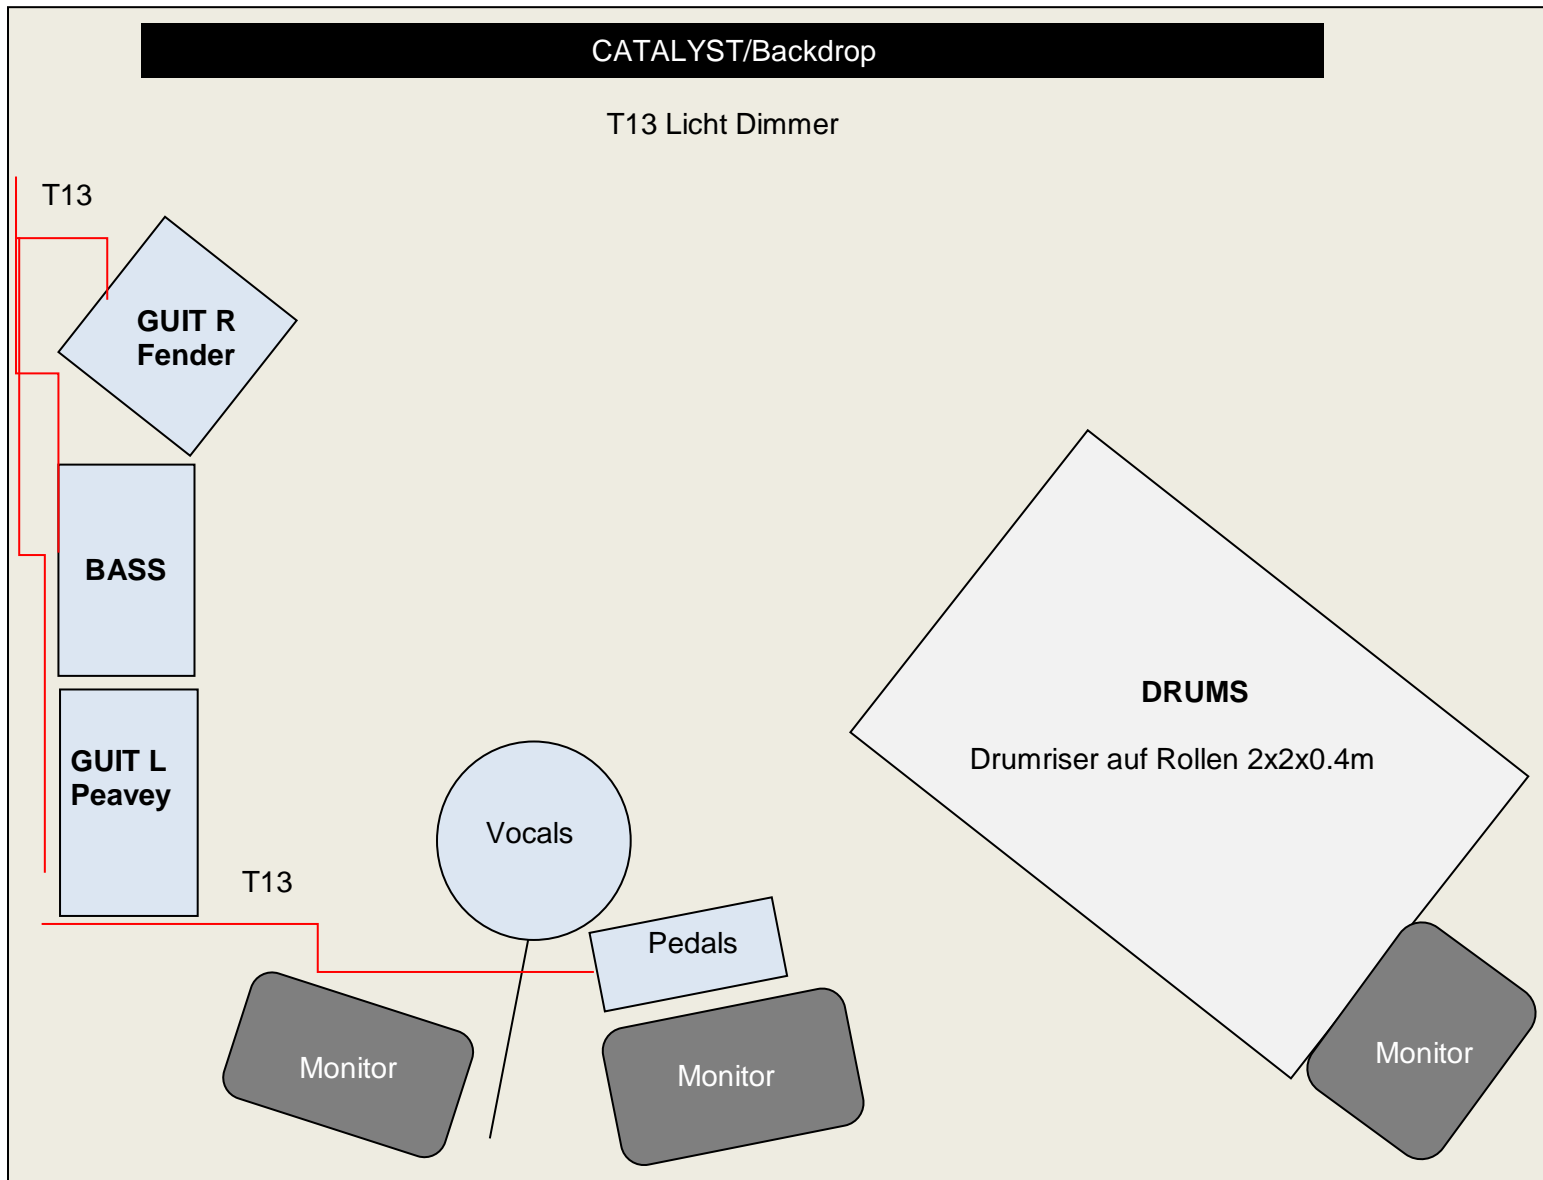 CATALYST/Backdrop
T13 Licht Dimmer
T13
GUIT R
Fender
BASS
DRUMS
Drumriser auf Rollen 2x2x0.4m
GUIT L
Peavey
Vocals
T13
Pedals
Monitor
Monitor
Monitor